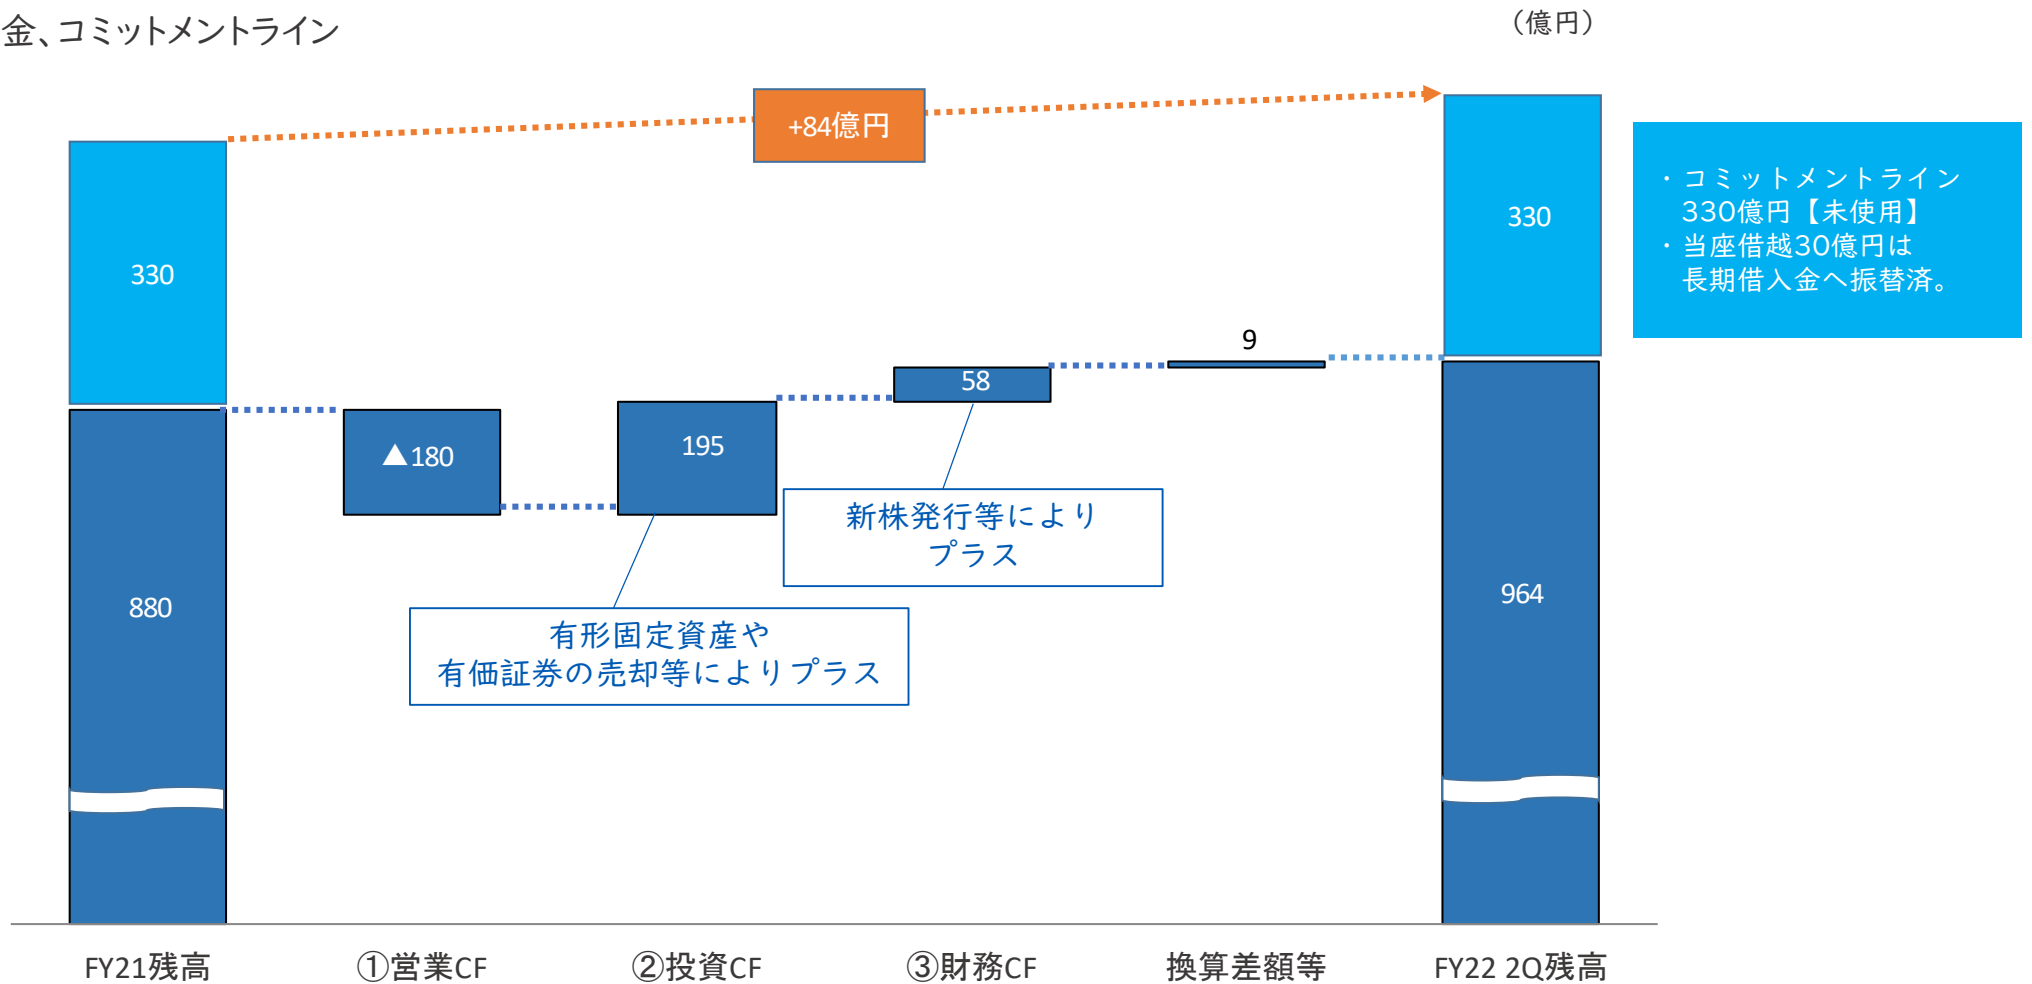 金、コミットメントライン
（億円）
+84億円
330
330
・コミットメントライン
330億円【未使用】
・当座借越30億円は
長期借入金へ振替済。
9
58
▲180
195
新株発行等により
プラス
880
964
有形固定資産や
有価証券の売却等によりプラス
FY21残高
①営業CF
②投資CF
③財務CF
換算差額等
FY22 2Q残高